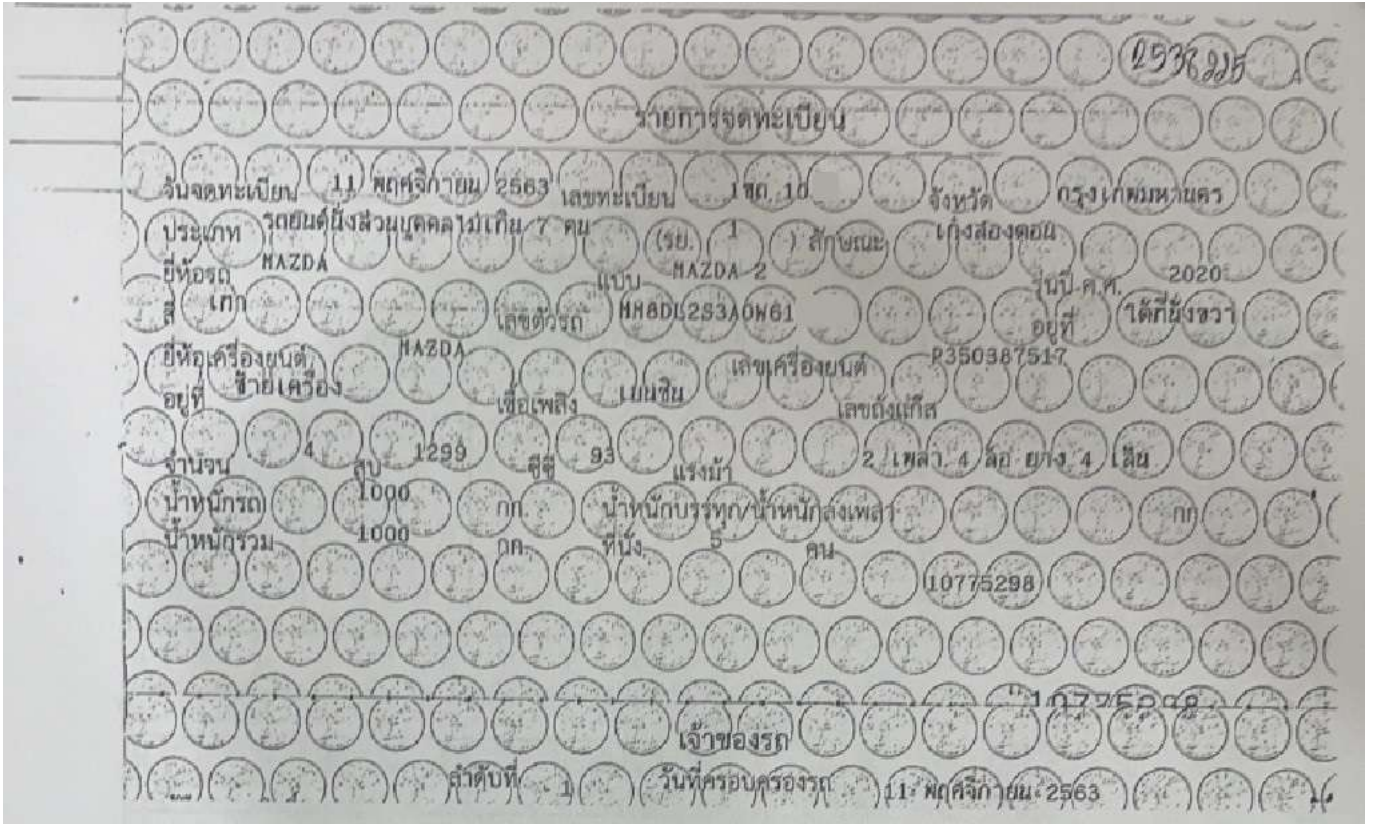 2538225
รายการจดทะเบียน
วันจดทะเบียน 11 พฤศจิกายน 2563 เลขทะเบียน 1ขก 10 จังหวัด กรุงเทพมหานคร
ประเภท รถยนต์นั่งส่วนบุคคลไม่เกิน 7 คน (รย. 1 ) ลักษณะ เก๋งสองตอน
ยี่ห้อรถ MAZDA แบบ MAZDA 2 รุ่นปี ค.ศ. 2020
สี เทา เลขตัวรถ MM8DL2S3A0W61 อยู่ที่ ใต้ที่นั่งขวา
ยี่ห้อเครื่องยนต์ MAZDA เลขเครื่องยนต์ P350387517
อยู่ที่ ซ้ายเครื่อง เชื้อเพลิง เบนซิน เลขถังแก๊ส
จำนวน 4 สูบ 1299 ซีซี 93 แรงม้า 2 เพลา 4 ล้อ ยาง 4 เส้น
น้ำหนักรถ 1000 กก. น้ำหนักบรรทุก/น้ำหนักลงเพลา กก.
น้ำหนักรวม 1000 กก. ที่นั่ง 5 คน
10775298
10775298
เจ้าของรถ
ลำดับที่ 1 วันที่ครอบครองรถ 11 พฤศจิกายน 2563